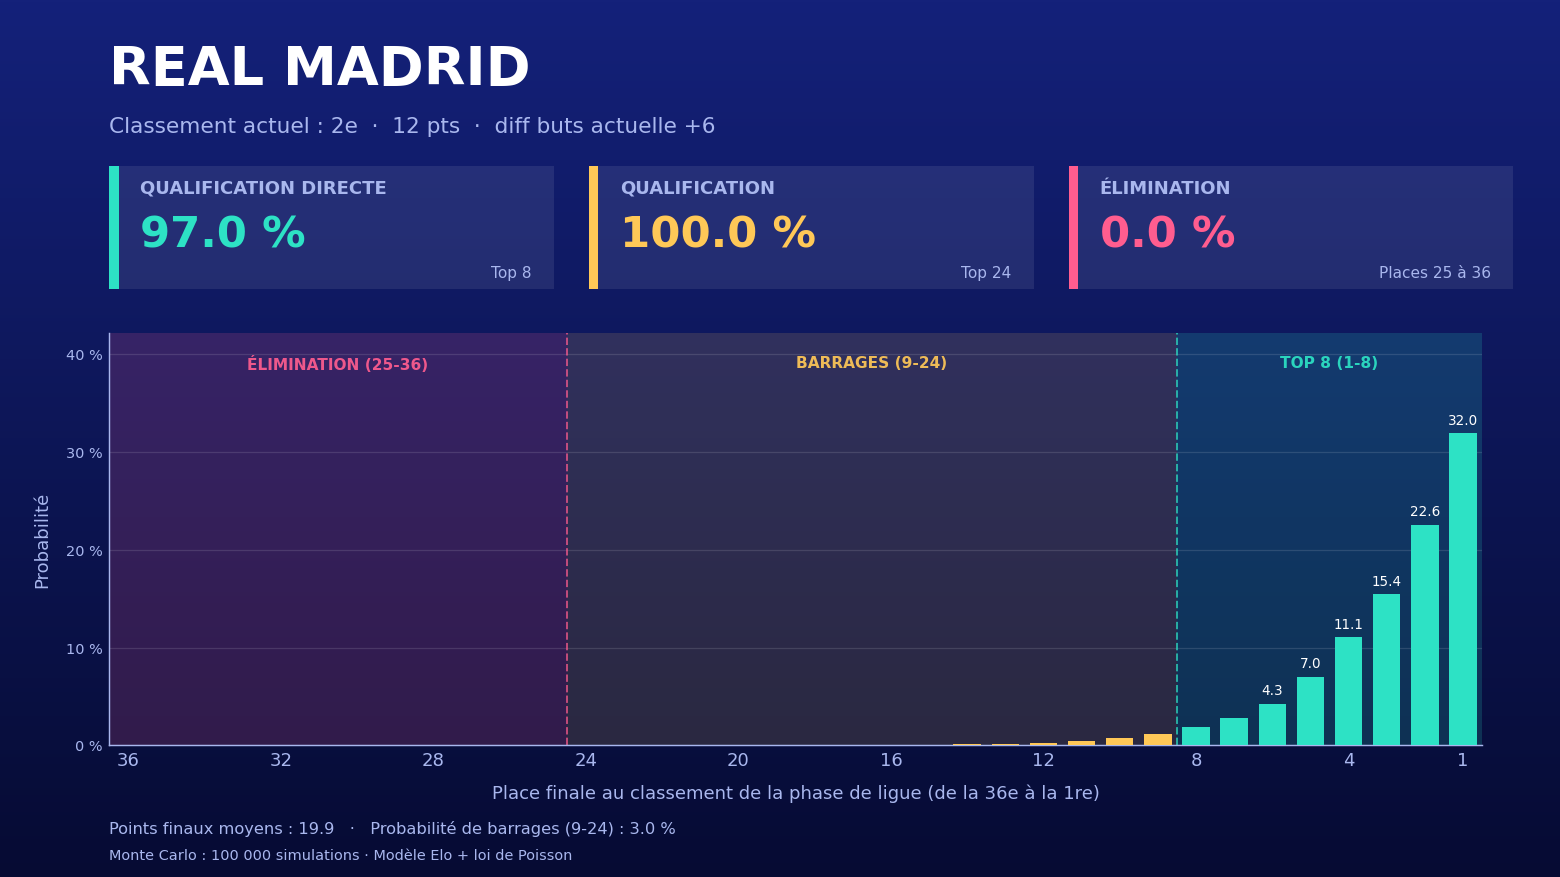 REAL MADRID
Classement actuel : 2e · 12 pts · diff buts actuelle +6
QUALIFICATION DIRECTE
97.0 %
Top 8
QUALIFICATION
100.0 %
Top 24
ÉLIMINATION
0.0 %
Places 25 à 36
ÉLIMINATION (25-36)
BARRAGES (9-24)
TOP 8 (1-8)
40 %
30 %
20 %
10 %
0 %
Probabilité
4.3
7.0
11.1
15.4
22.6
32.0
36 32 28 24 20 16 12 8 4 1
Place finale au classement de la phase de ligue (de la 36e à la 1re)
Points finaux moyens : 19.9 · Probabilité de barrages (9-24) : 3.0 %
Monte Carlo : 100 000 simulations · Modèle Elo + loi de Poisson